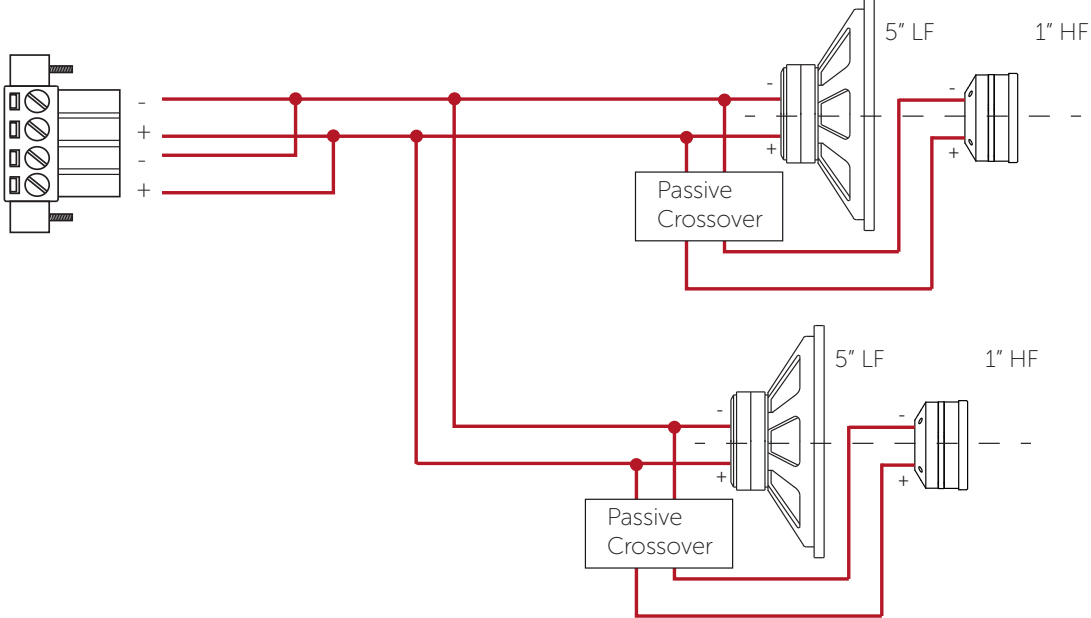 5” LF
1” HF
-
+
-
+
-
+
-
+
Passive
Crossover
5” LF
1” HF
-
+
-
+
Passive
Crossover